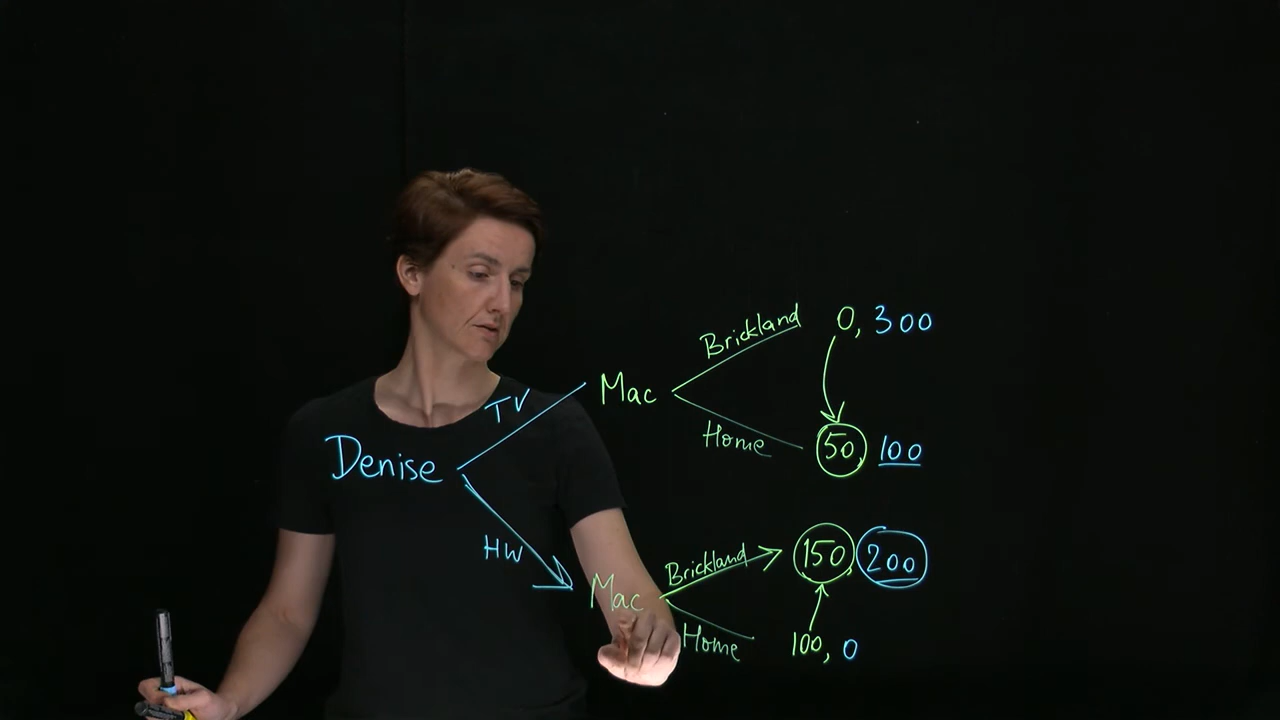 Brickland 0, 300
TV Mac
Home 50, 100
Denise
HW Brickland 150, 200
Mac
Home 100, 0